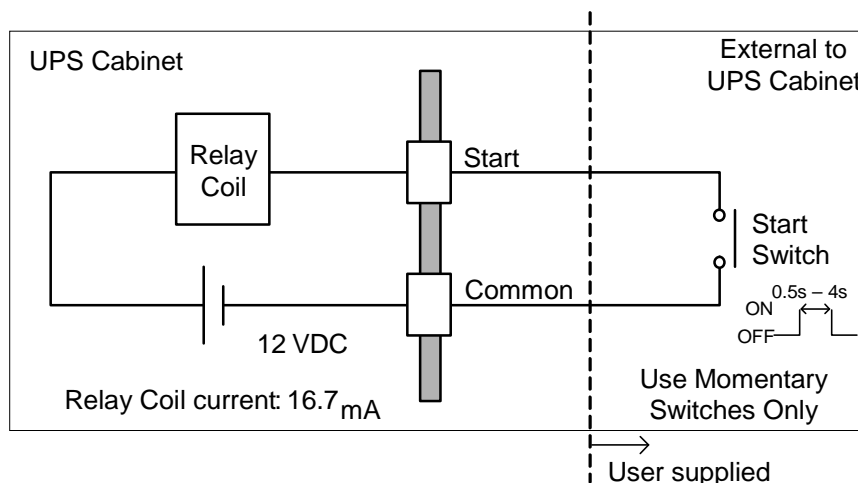 UPS Cabinet
External to
UPS Cabinet
Relay
Coil
Start
Start
Switch
Common
0.5s – 4s
ON
OFF
12 VDC
Relay Coil current: 16.7mA
Use Momentary
Switches Only
User supplied